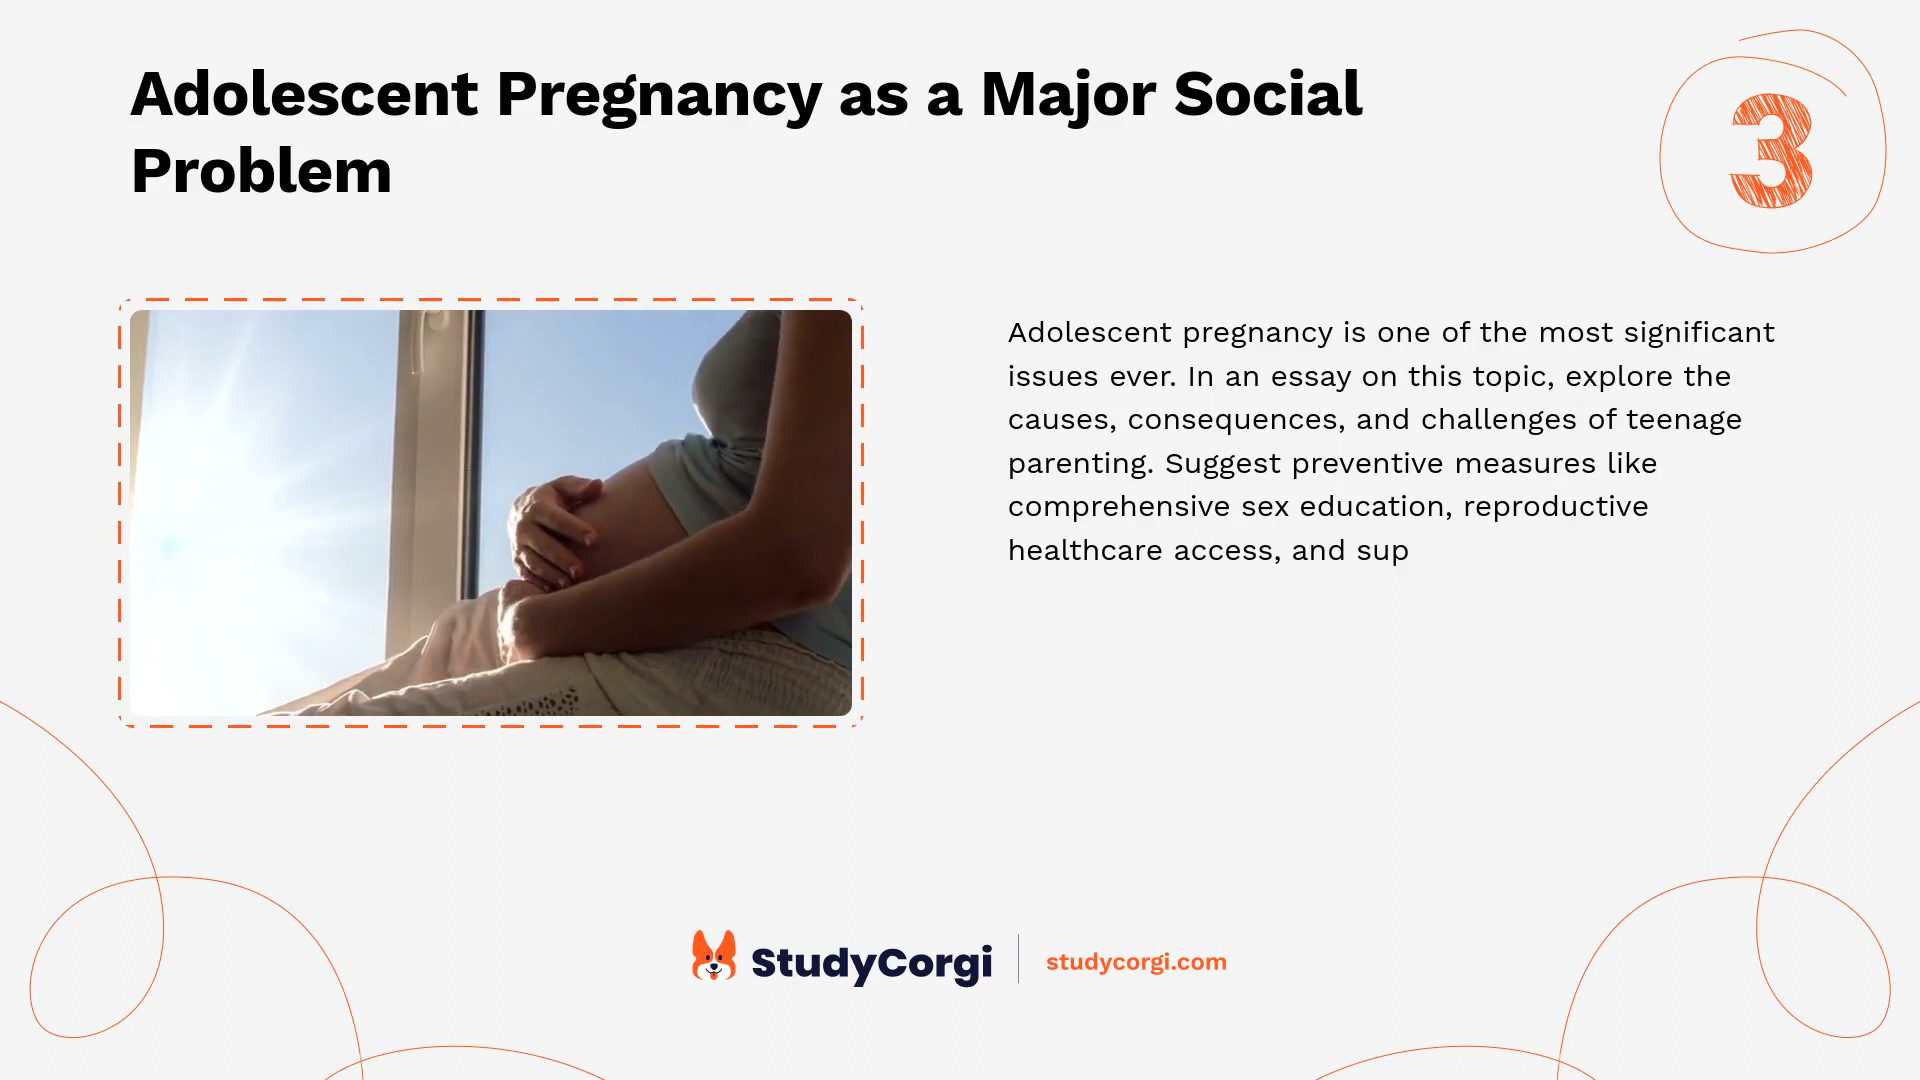 Adolescent Pregnancy as a Major Social
Problem
3
Adolescent pregnancy is one of the most significant
issues ever. In an essay on this topic, explore the
causes, consequences, and challenges of teenage
parenting. Suggest preventive measures like
comprehensive sex education, reproductive
healthcare access, and sup
StudyCorgi
studycorgi.com